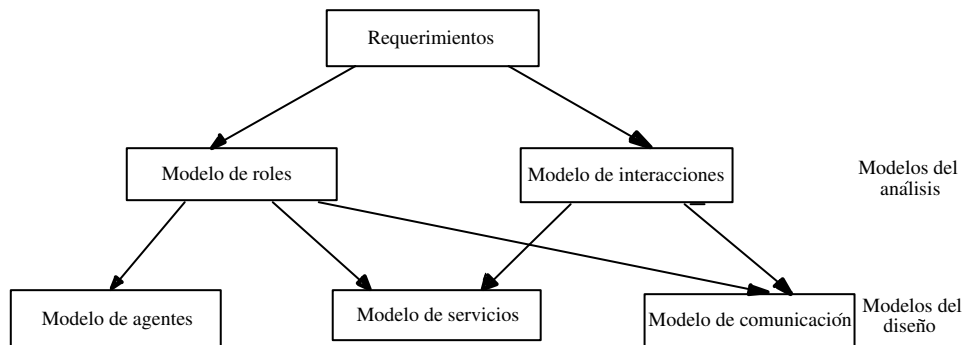 Requerimientos
Modelo de roles
Modelo de interacciones
Modelos del
análisis
Modelo de agentes
Modelo de servicios
Modelo de comunicación
Modelos del
diseño